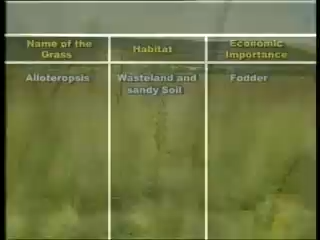 Name of the Grass
Habitat
Economic Importance
Alloteropsis
Wasteland and sandy Soil
Fodder